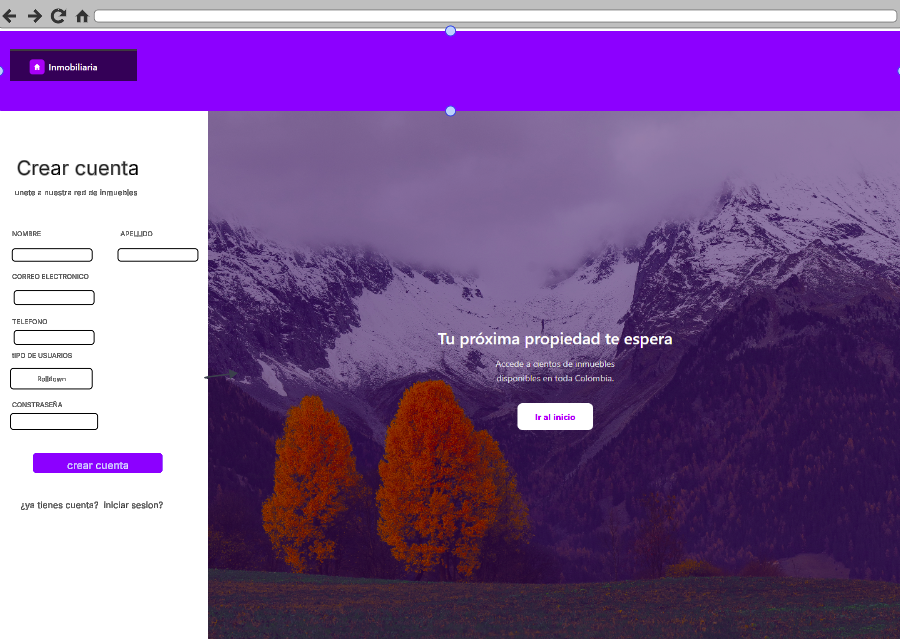 Inmobiliaria
Crear cuenta
unete a nuestra red de inmuebles
NOMBRE
APELLIDO
CORREO ELECTRONICO
TELEFONO
tIPO DE USUARIOS
CONSTRASEÑA
crear cuenta
¿ya tienes cuenta? Iniciar sesion?
Tu próxima propiedad te espera
Accede a cientos de inmuebles
disponibles en toda Colombia.
Ir al inicio